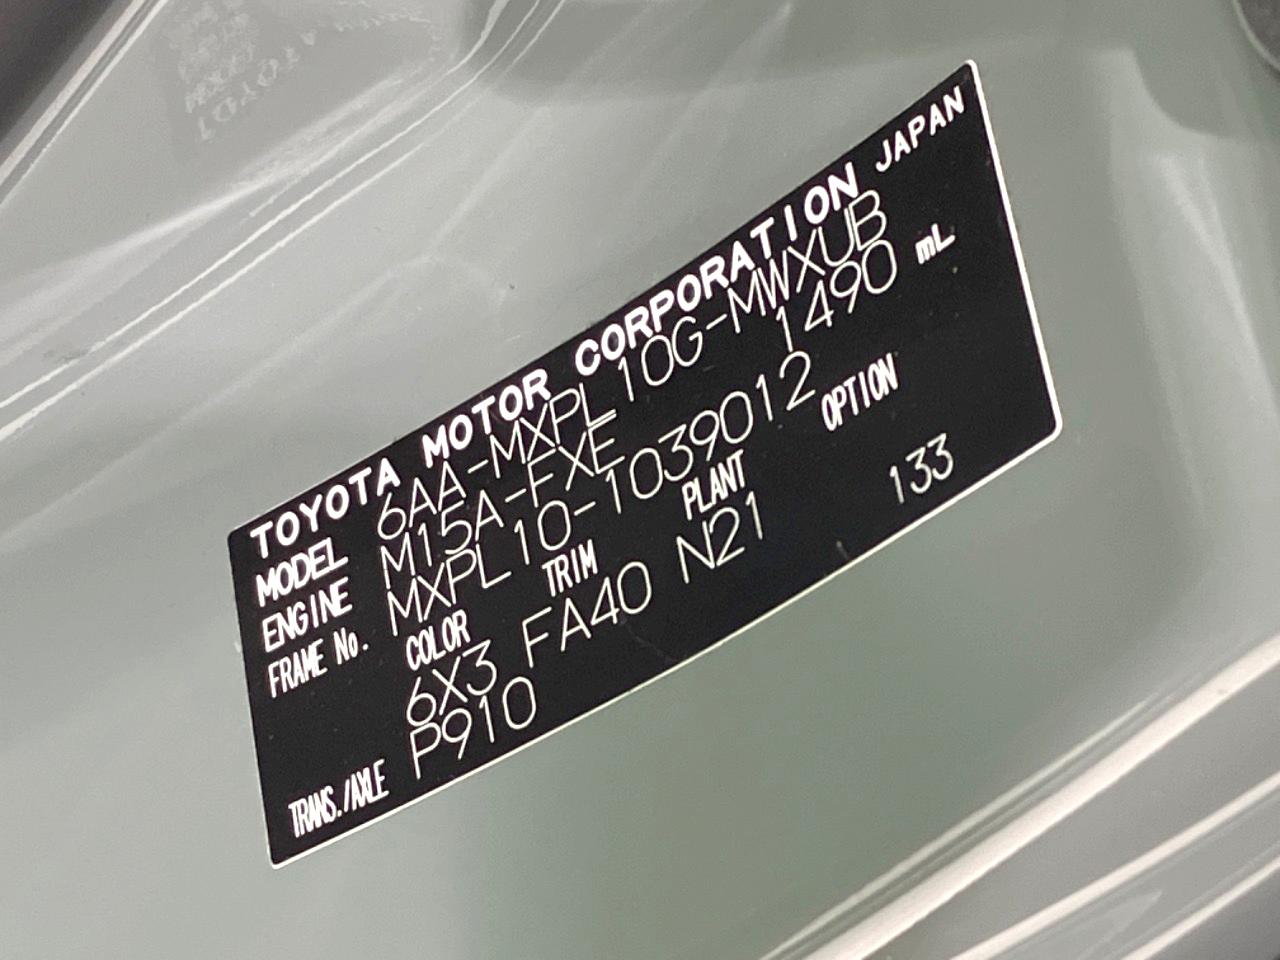 TOYOTA MOTOR CORPORATION JAPAN
MODEL 6AA-MXPL10G-MWXUB
ENGINE M15A-FXE 1490 mL
FRAME No. MXPL10-1039012
COLOR TRIM PLANT OPTION
6X3 FA40 N21 133
TRANS./AXLE P910